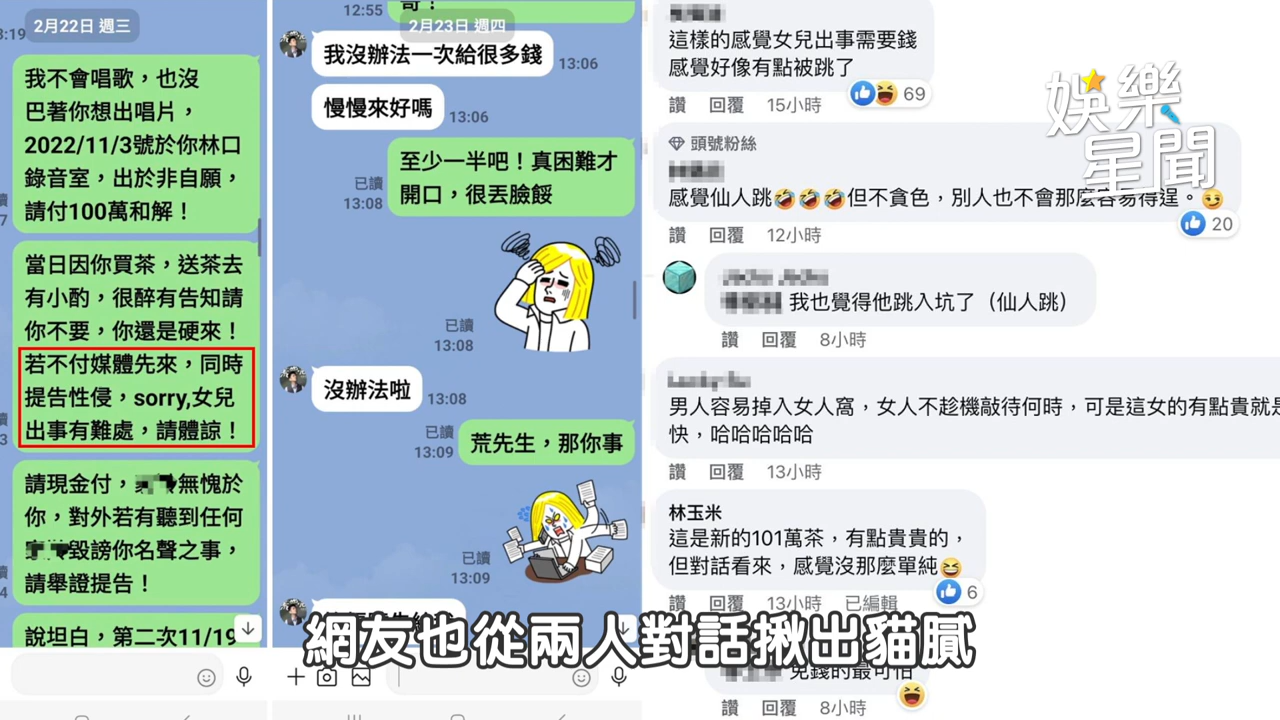 3:19
2月22日 週三
我不會唱歌，也沒
巴著你想出唱片，
2022/11/3號於你林口
錄音室，出於非自願，
請付100萬和解！
當日因你買茶，送茶去
有小酌，很醉有告知請
你不要，你還是硬來！
若不付媒體先來，同時
提告性侵，sorry,女兒
出事有難處，請體諒！
請現金付，
無愧於
你，對外若有聽到任何
毀謗你名聲之事，
請舉證提告！
說坦白，第二次11/19
12:55
2月23日 週四
我沒辦法一次給很多錢
13:06
慢慢來好嗎
13:06
至少一半吧！真困難才
開口，很丟臉餒
已讀
13:08
已讀
13:08
沒辦法啦
13:08
荒先生，那你事
已讀
13:09
已讀
13:09
這樣的感覺女兒出事需要錢
感覺好像有點被跳了
讚 回覆 15小時
69
頭號粉絲
感覺仙人跳🤣🤣🤣但不貪色，別人也不會那麼容易得逞。😏
讚 回覆 12小時
20
我也覺得他跳入坑了（仙人跳）
讚 回覆 8小時
男人容易掉入女人窩，女人不趁機敲待何時，可是這女的有點貴就是
快，哈哈哈哈哈
讚 回覆 13小時
林玉米
這是新的101萬茶，有點貴貴的，
但對話看來，感覺沒那麼單純😆
讚 回覆 13小時 已編輯
6
免錢的最可怕
讚 回覆 8小時
娛樂
星聞
網友也從兩人對話揪出貓膩